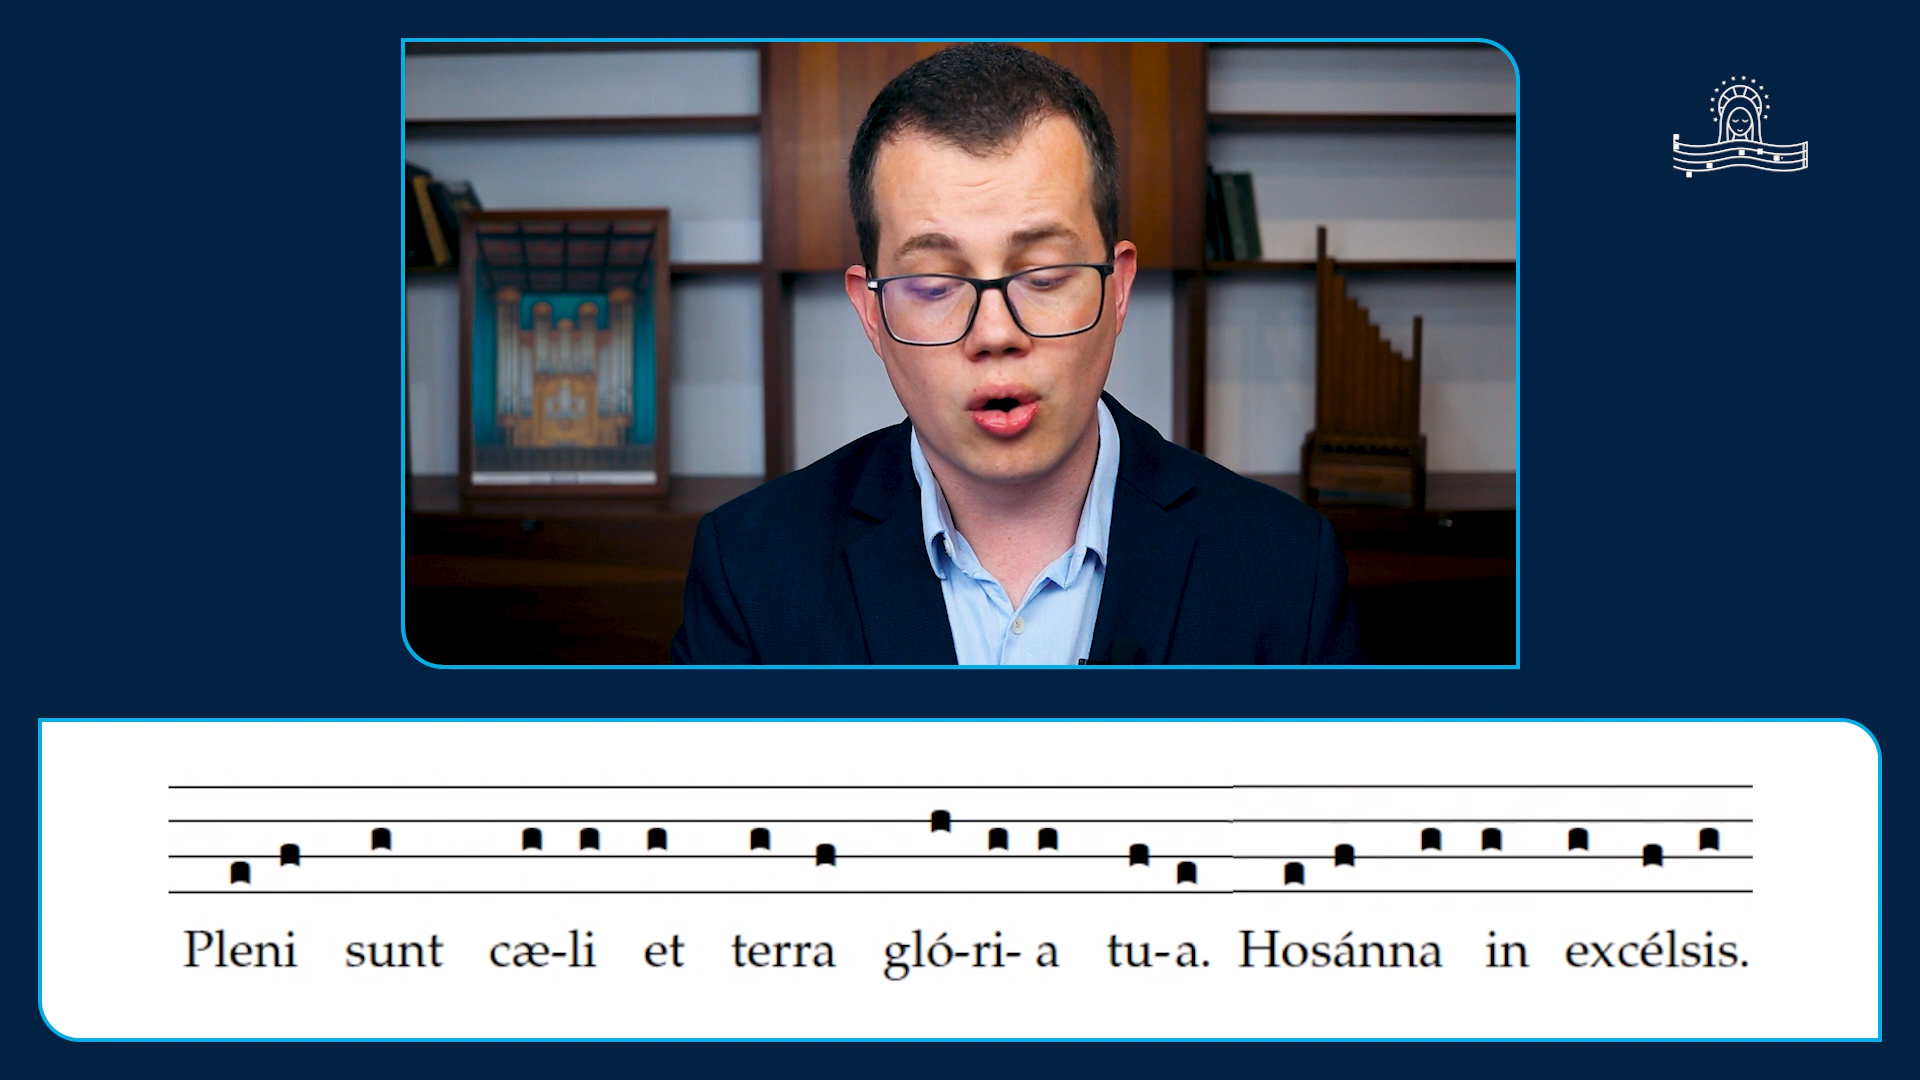 Pleni sunt cæ-li et terra gló-ri- a tu-a. Hosánna in excélsis.